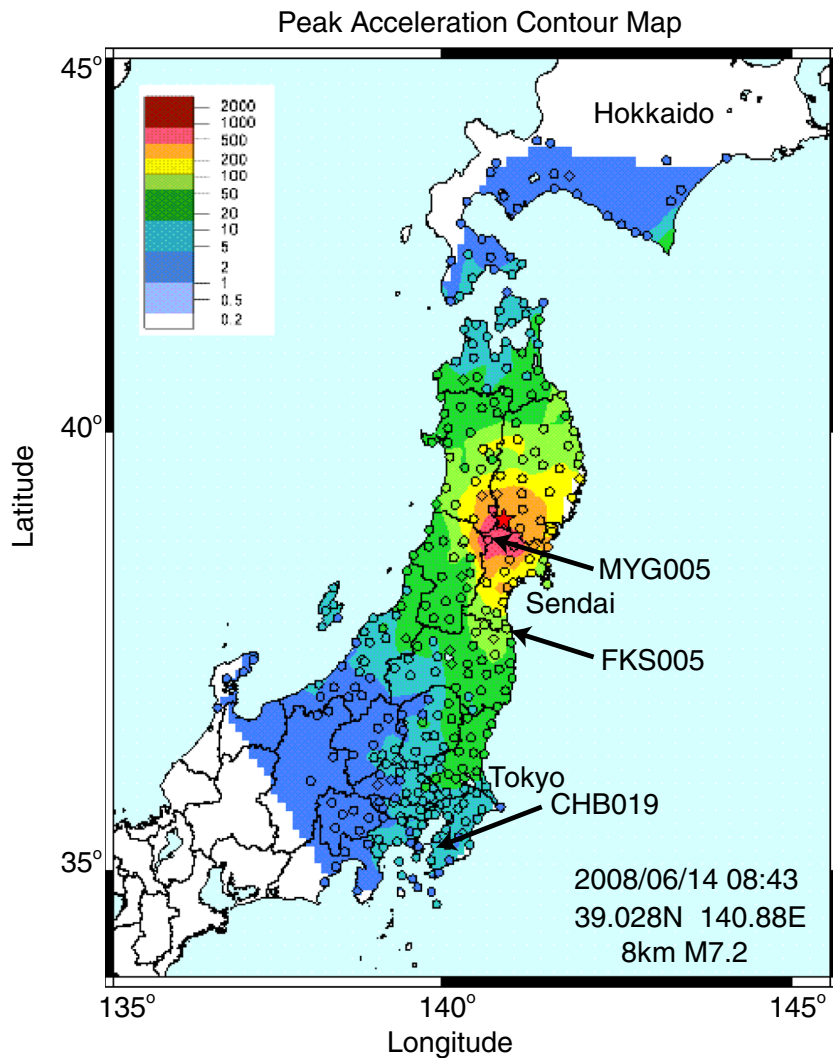 Peak Acceleration Contour Map
45°
2000
1000
500
200
100
50
20
10
5
2
1
0.5
0.2
Hokkaido
40°
Latitude
MYG005
Sendai
FKS005
Tokyo
CHB019
35°
2008/06/14 08:43
39.028N 140.88E
8km M7.2
135°
140°
145°
Longitude